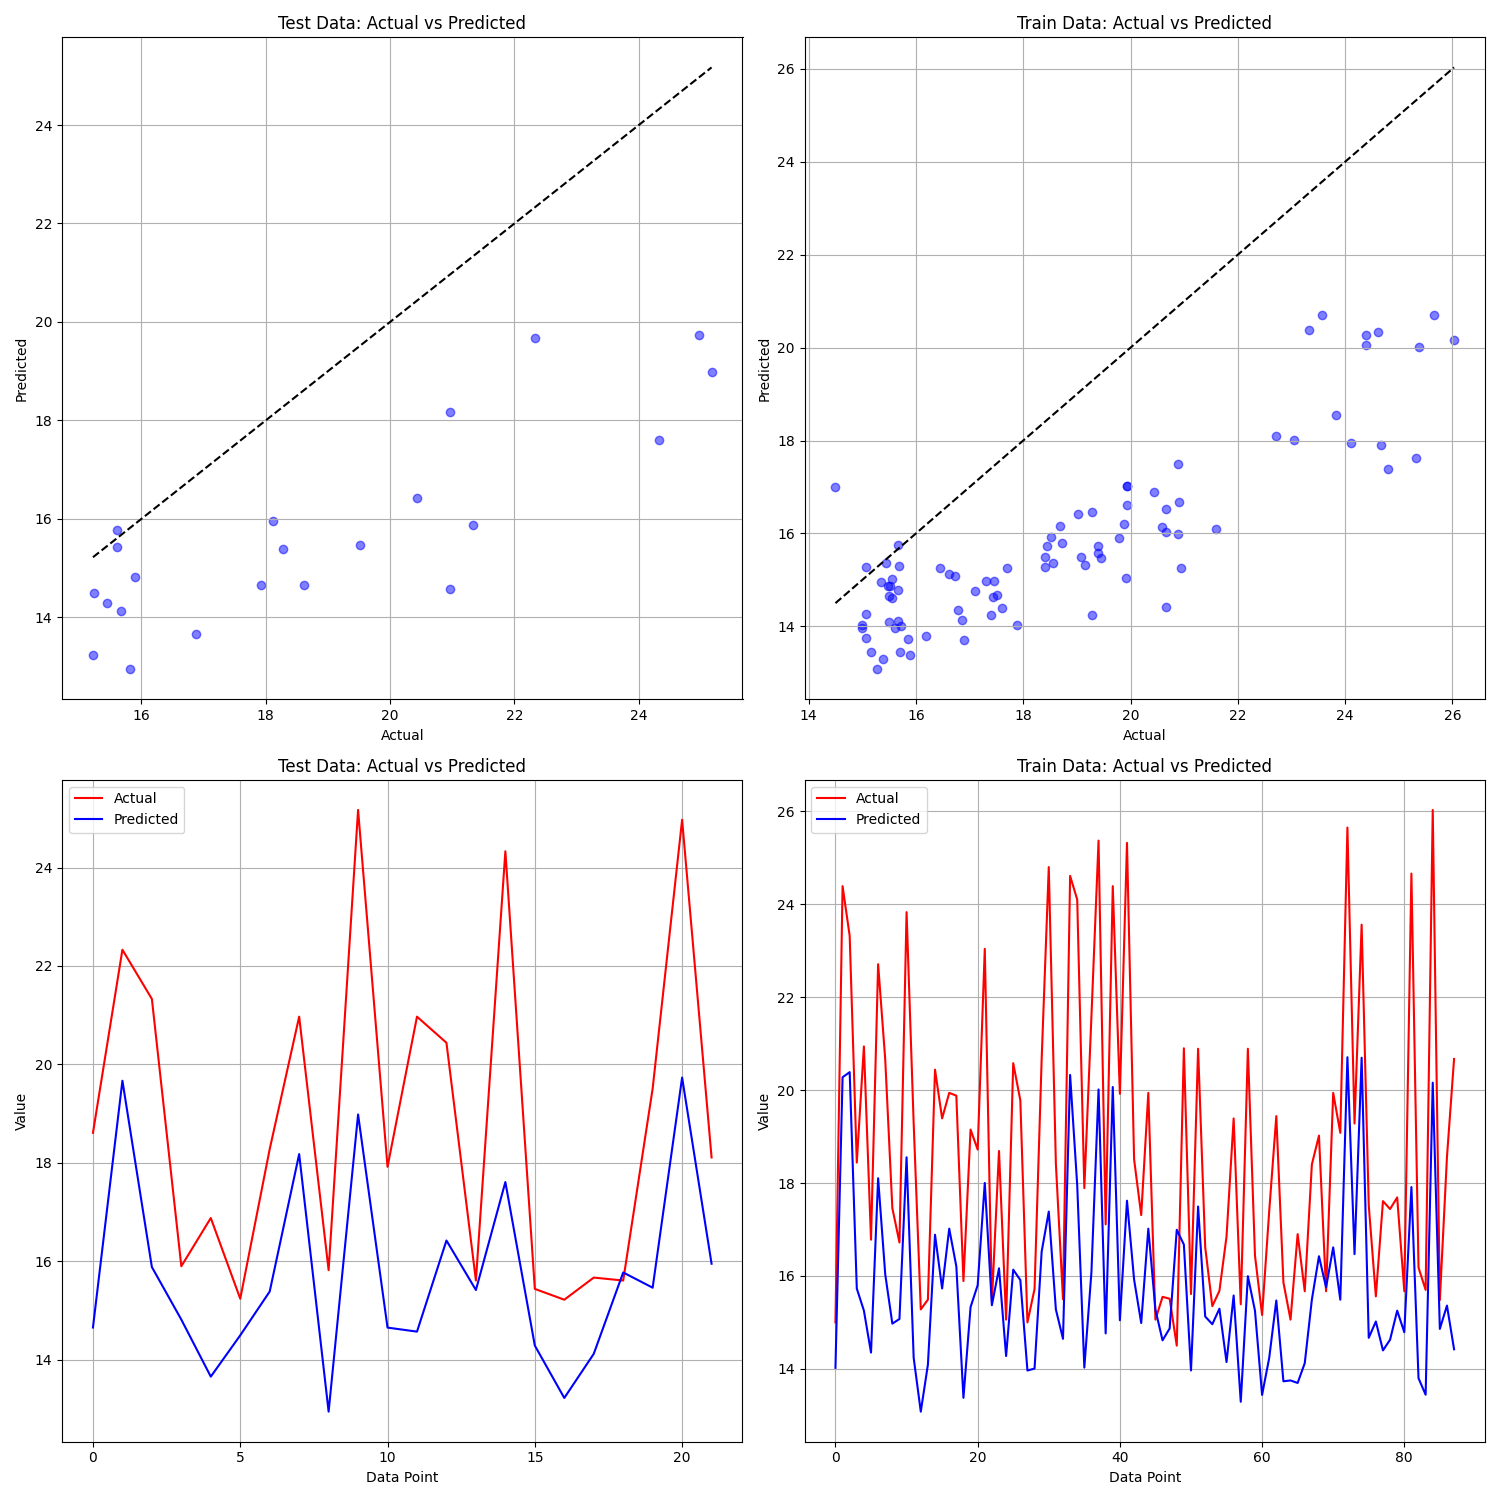 Test Data: Actual vs Predicted
Predicted
24
22
20
18
16
14
16 18 20 22 24
Actual
Train Data: Actual vs Predicted
Predicted
26
24
22
20
18
16
14
14 16 18 20 22 24 26
Actual
Test Data: Actual vs Predicted
Actual
Predicted
Value
24
22
20
18
16
14
0 5 10 15 20
Data Point
Train Data: Actual vs Predicted
Actual
Predicted
Value
26
24
22
20
18
16
14
0 20 40 60 80
Data Point